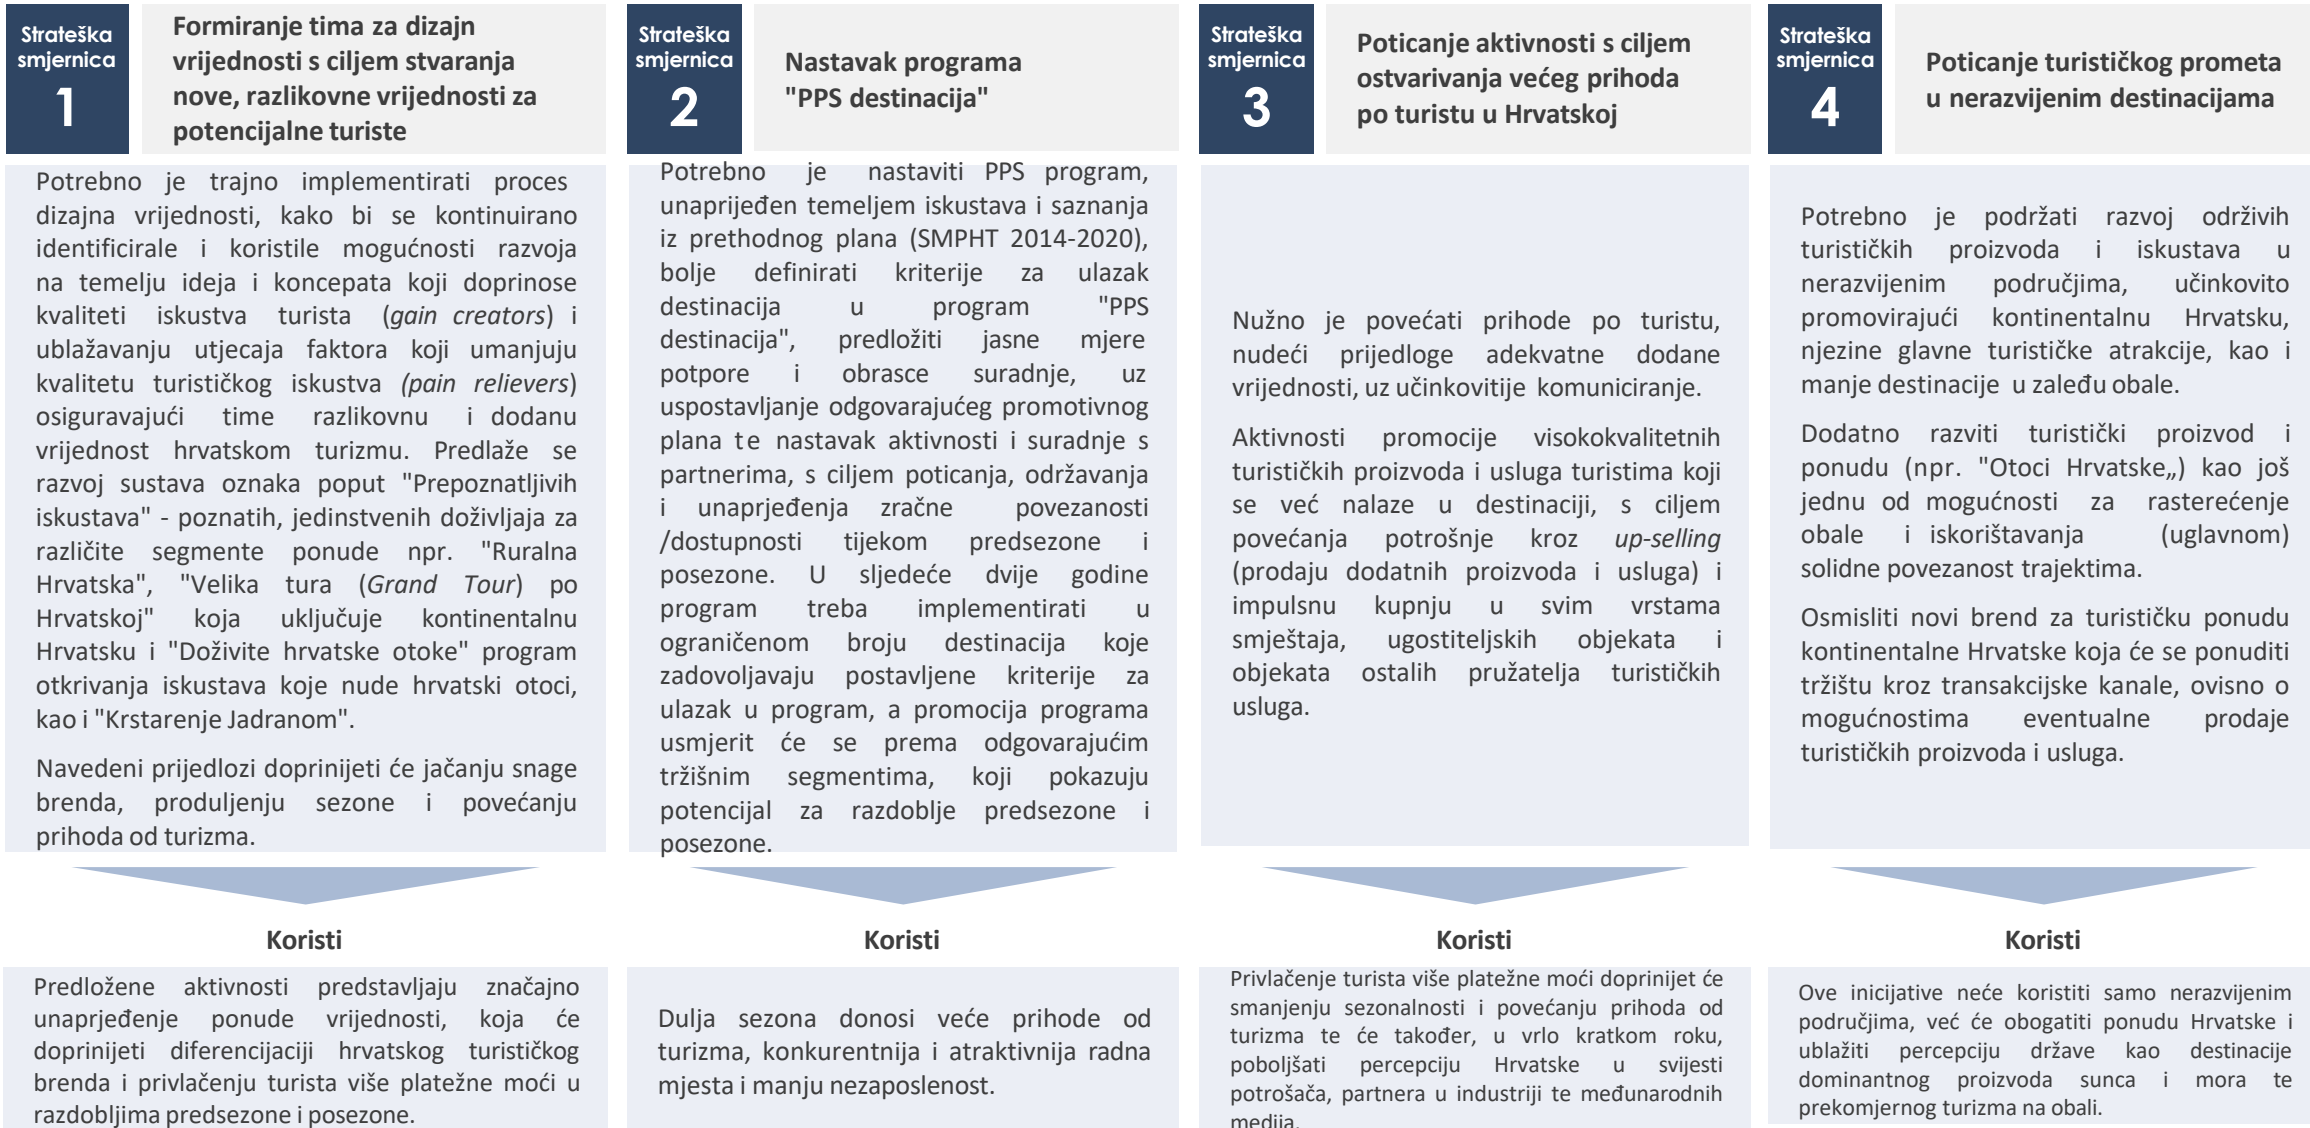 Strateška
smjernica
1
Formiranje tima za dizajn
vrijednosti s ciljem stvaranja
nove, razlikovne vrijednosti za
potencijalne turiste
Potrebno je trajno implementirati proces
dizajna vrijednosti, kako bi se kontinuirano
identificirale i koristile mogućnosti razvoja
na temelju ideja i koncepata koji doprinose
kvaliteti iskustva turista (gain creators) i
ublažavanju utjecaja faktora koji umanjuju
kvalitetu turističkog iskustva (pain relievers)
osiguravajući time razlikovnu i dodanu
vrijednost hrvatskom turizmu. Predlaže se
razvoj sustava oznaka poput "Prepoznatljivih
iskustava" - poznatih, jedinstvenih doživljaja za
različite segmente ponude npr. "Ruralna
Hrvatska", "Velika tura (Grand Tour) po
Hrvatskoj" koja uključuje kontinentalnu
Hrvatsku i "Doživite hrvatske otoke" program
otkrivanja iskustava koje nude hrvatski otoci,
kao i "Krstarenje Jadranom".
Navedeni prijedlozi doprinijeti će jačanju snage
brenda, produljenju sezone i povećanju
prihoda od turizma.
Koristi
Predložene aktivnosti predstavljaju značajno
unaprjeđenje ponude vrijednosti, koja će
doprinijeti diferencijaciji hrvatskog turističkog
brenda i privlačenju turista više platežne moći u
razdobljima predsezone i posezone.
Strateška
smjernica
2
Nastavak programa
"PPS destinacija"
Potrebno je nastaviti PPS program,
unaprijeđen temeljem iskustava i saznanja
iz prethodnog plana (SMPHT 2014-2020),
bolje definirati kriterije za ulazak
destinacija u program "PPS
destinacija", predložiti jasne mjere
potpore i obrasce suradnje, uz
uspostavljanje odgovarajućeg promotivnog
plana te nastavak aktivnosti i suradnje s
partnerima, s ciljem poticanja, održavanja
i unaprjeđenja zračne povezanosti
/dostupnosti tijekom predsezone i
posezone. U sljedeće dvije godine
program treba implementirati u
ograničenom broju destinacija koje
zadovoljavaju postavljene kriterije za
ulazak u program, a promocija programa
usmjerit će se prema odgovarajućim
tržišnim segmentima, koji pokazuju
potencijal za razdoblje predsezone i
posezone.
Koristi
Dulja sezona donosi veće prihode od
turizma, konkurentnija i atraktivnija radna
mjesta i manju nezaposlenost.
Strateška
smjernica
3
Poticanje aktivnosti s ciljem
ostvarivanja većeg prihoda
po turistu u Hrvatskoj
Nužno je povećati prihode po turistu,
nudeći prijedloge adekvatne dodane
vrijednosti, uz učinkovitije komuniciranje.
Aktivnosti promocije visokokvalitetnih
turističkih proizvoda i usluga turistima koji
se već nalaze u destinaciji, s ciljem
povećanja potrošnje kroz up-selling
(prodaju dodatnih proizvoda i usluga) i
impulsnu kupnju u svim vrstama
smještaja, ugostiteljskih objekata i
objekata ostalih pružatelja turističkih
usluga.
Koristi
Privlačenje turista više platežne moći doprinijet će
smanjenju sezonalnosti i povećanju prihoda od
turizma te će također, u vrlo kratkom roku,
poboljšati percepciju Hrvatske u svijesti
potrošača, partnera u industriji te međunarodnih
medija.
Strateška
smjernica
4
Poticanje turističkog prometa
u nerazvijenim destinacijama
Potrebno je podržati razvoj održivih
turističkih proizvoda i iskustava u
nerazvijenim područjima, učinkovito
promovirajući kontinentalnu Hrvatsku,
njezine glavne turističke atrakcije, kao i
manje destinacije u zaleđu obale.
Dodatno razviti turistički proizvod i
ponudu (npr. "Otoci Hrvatske„) kao još
jednu od mogućnosti za rasterećenje
obale i iskorištavanja (uglavnom)
solidne povezanost trajektima.
Osmisliti novi brend za turističku ponudu
kontinentalne Hrvatske koja će se ponuditi
tržištu kroz transakcijske kanale, ovisno o
mogućnostima eventualne prodaje
turističkih proizvoda i usluga.
Koristi
Ove inicijative neće koristiti samo nerazvijenim
područjima, već će obogatiti ponudu Hrvatske i
ublažiti percepciju države kao destinacije
dominantnog proizvoda sunca i mora te
prekomjernog turizma na obali.